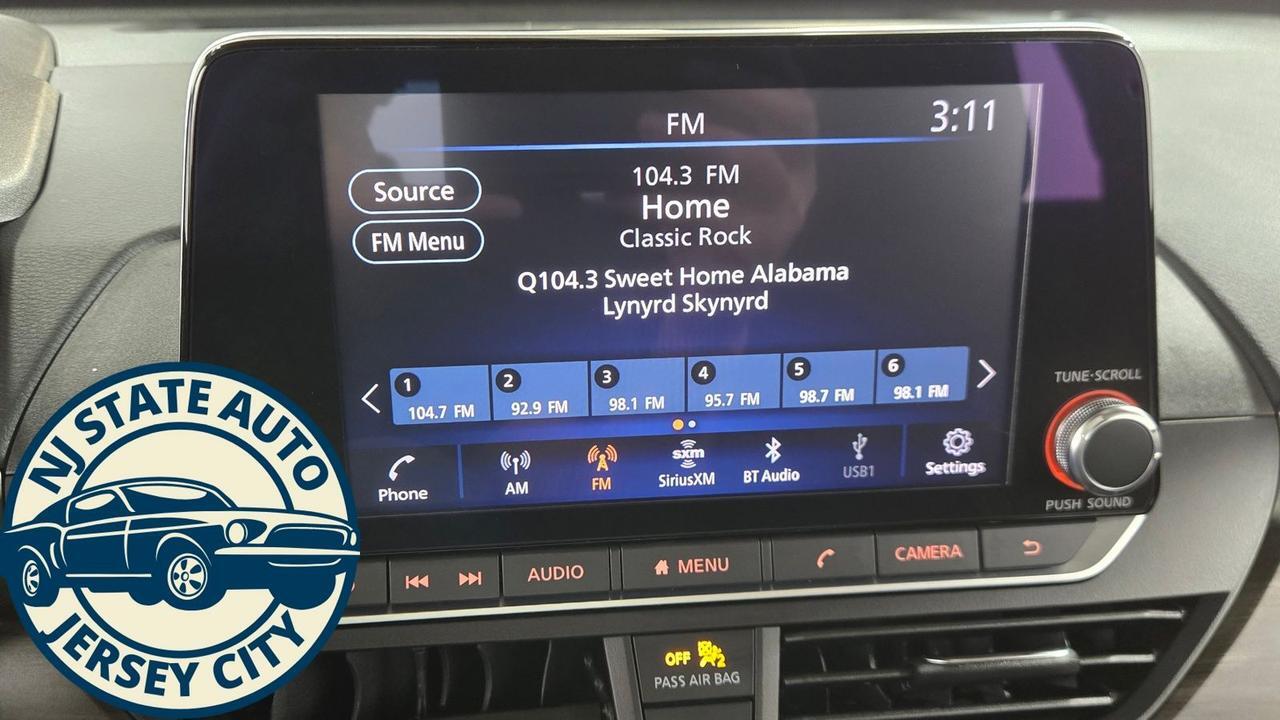 FM
3:11
Source
104.3 FM
Home
FM Menu
Classic Rock
Q104.3 Sweet Home Alabama
Lynyrd Skynyrd
1
104.7 FM
2
92.9 FM
3
98.1 FM
4
95.7 FM
5
98.7 FM
6
98.1 FM
TUNE·SCROLL
Phone
AM
FM
sxm
SiriusXM
BT Audio
USB1
Settings
PUSH SOUND
AUDIO
MENU
CAMERA
OFF 2
PASS AIR BAG
NJ STATE AUTO
JERSEY CITY